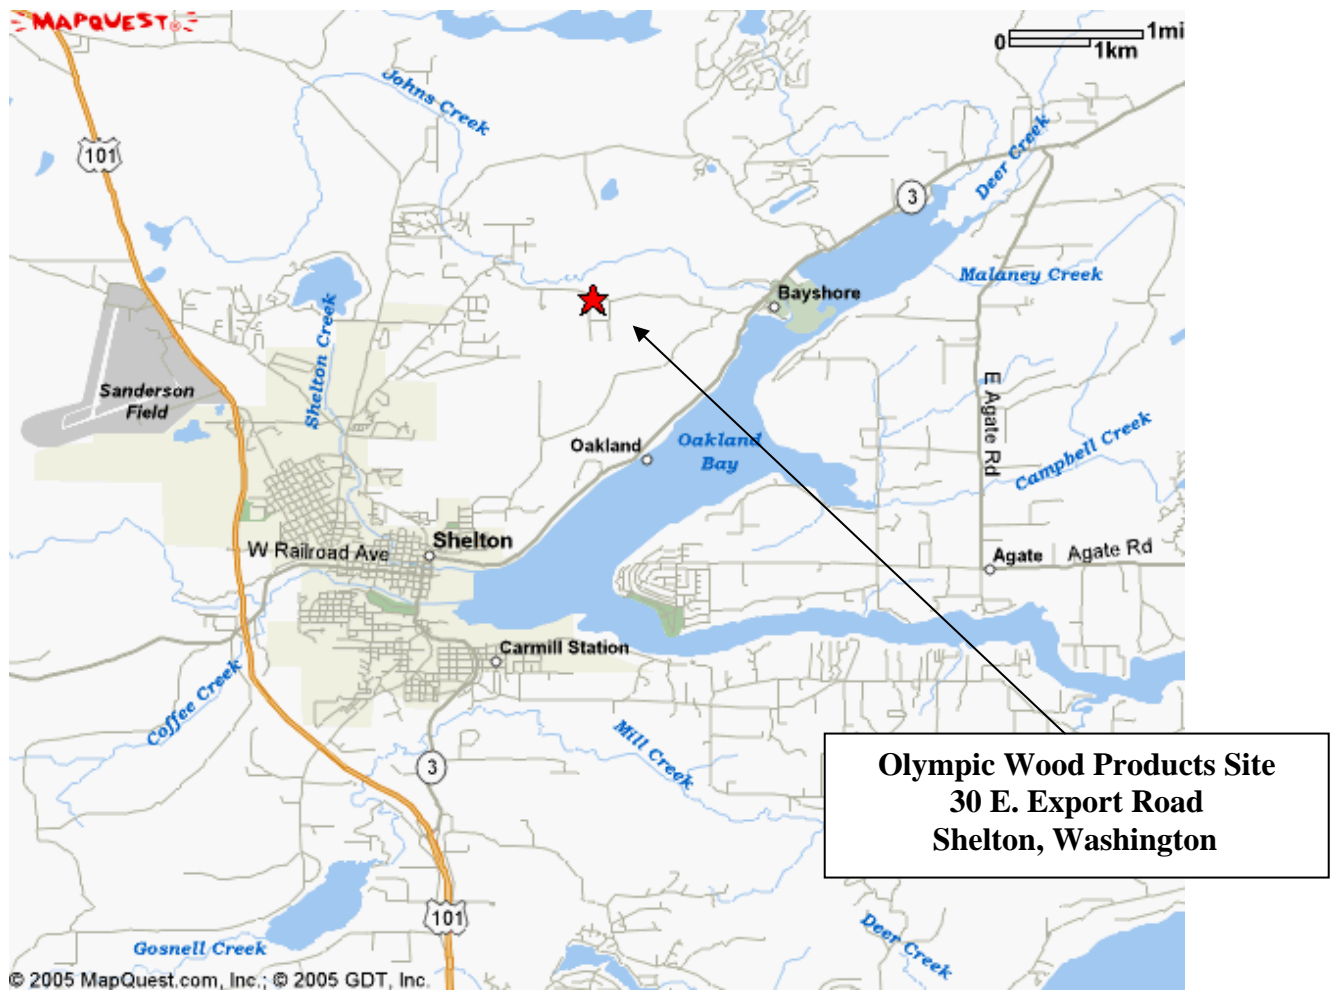 MAPQUEST
0 1mi
1km
Johns Creek
101
Deer Creek
3
Malaney Creek
Bayshore
Shelton Creek
Sanderson
Field
E Agate Rd
Oakland
Oakland
Bay
Campbell Creek
Shelton
W Railroad Ave
Agate
Agate Rd
Carmill Station
Coffee Creek
Mill Creek
3
Olympic Wood Products Site
30 E. Export Road
Shelton, Washington
101
Gosnell Creek
Deer Creek
© 2005 MapQuest.com, Inc.; © 2005 GDT, Inc.